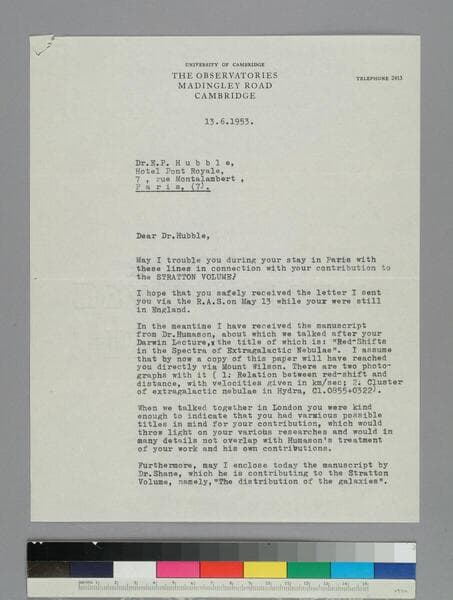 UNIVERSITY OF CAMBRIDGE
THE OBSERVATORIES
MADINGLEY ROAD
CAMBRIDGE
TELEPHONE 2413
13.6.1953.
Dr.E.P. H u b b l e,
Hotel Pont Royale,
7 , rue Montalambert ,
P a r i s, (7).
Dear Dr.Hubble,
May I trouble you during your stay in Paris with
these lines in connection with your contribution to
the STRATTON VOLUME?
I hope that you safely received the letter I sent
you via the R.A.S.on May 13 while your were still
in England.
In the meantime I have received the manuscript
from Dr.Humason, about which we talked after your
Darwin Lecture, the title of which is: "Red-Shifts
in the Spectra of Extragalactic Nebulae". I assume
that by now a copy of this paper will have reached
you directly via Mount Wilson. There are two photo-
graphs with it ( 1: Relation between red-shift and
distance, with velocities given in km/sec; 2: Cluster
of extragalactic nebulae in Hydra, Cl.0855+0322).
When we talked together in London you were kind
enough to indicate that you had varmious possible
titles in mind for your contribution, which would
throw light on your various researches and would in
many details not overlap with Humason's treatment
of your work and his own contributions.
Furthermore, may I enclose today the manuscript by
Dr.Shane, which he is contributing to the Stratton
Volume, namely,"The distribution of the galaxies".